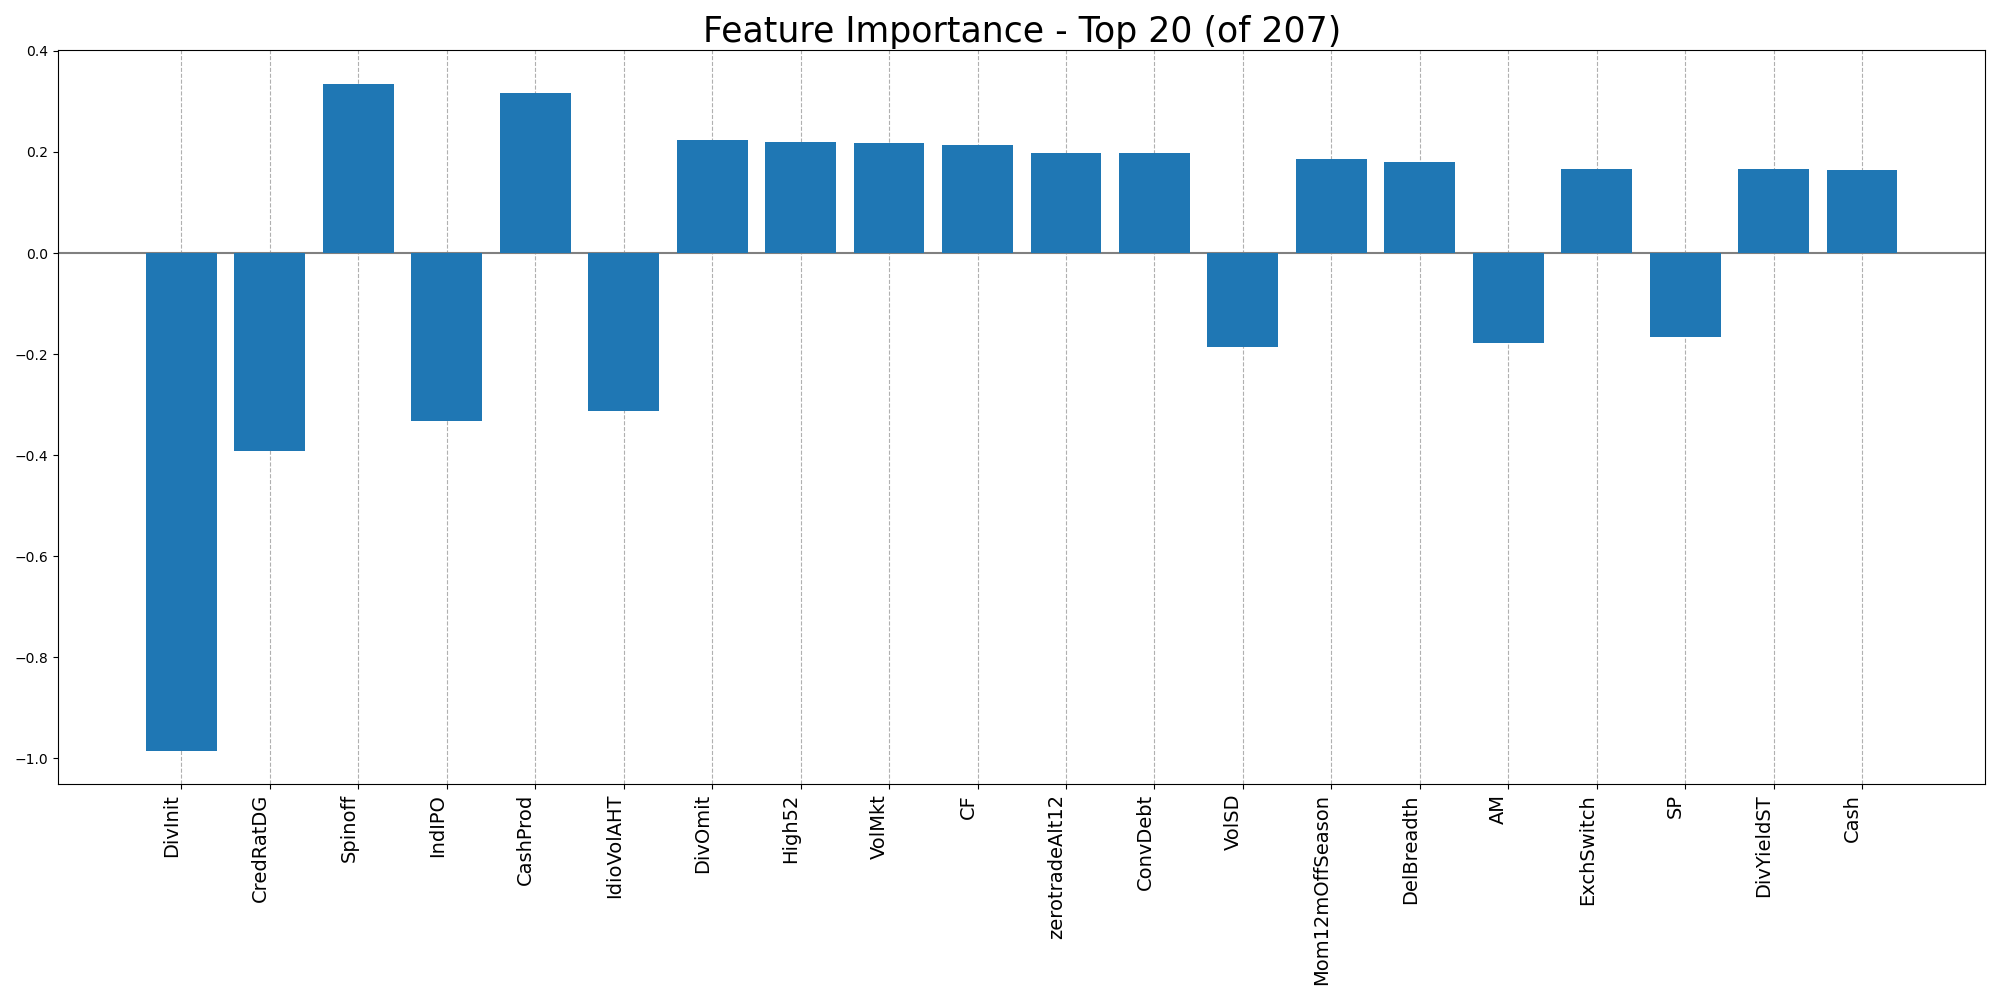 Feature Importance - Top 20 (of 207)
0.4
0.2
0.0
−0.2
−0.4
−0.6
−0.8
−1.0
DivInit
CredRatDG
Spinoff
IndIPO
CashProd
IdioVolAHT
DivOmit
High52
VolMkt
CF
zerotradeAlt12
ConvDebt
VolSD
Mom12mOffSeason
DelBreadth
AM
ExchSwitch
SP
DivYieldST
Cash